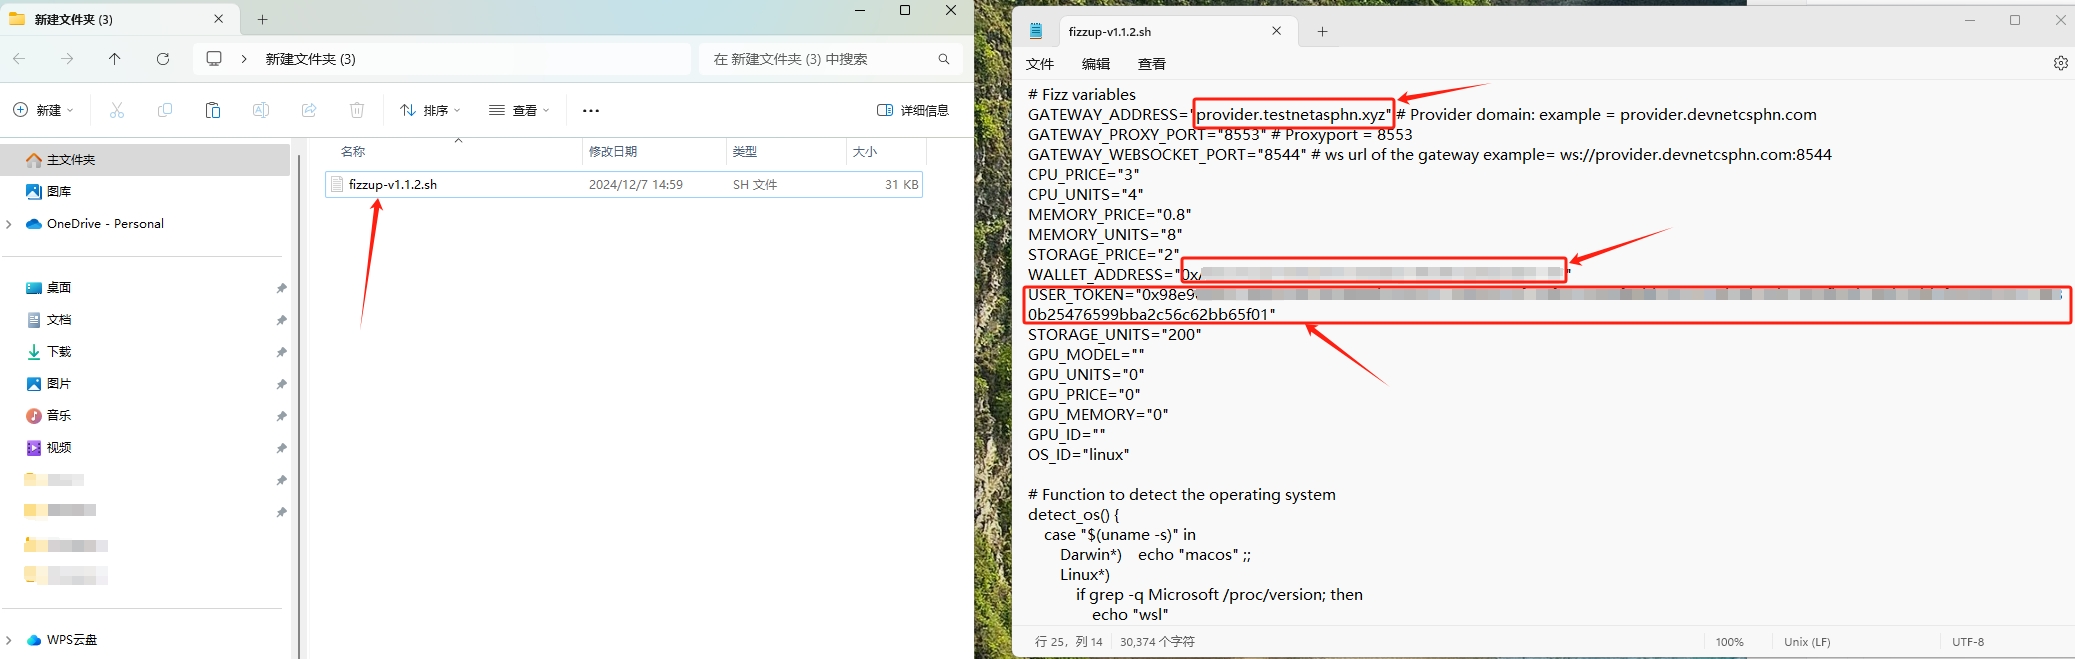 新建文件夹 (3)
新建文件夹 (3)
在 新建文件夹 (3) 中搜索
新建
排序
查看
详细信息
主文件夹
图库
OneDrive - Personal
桌面
文档
下载
图片
音乐
视频
WPS云盘
名称
修改日期
类型
大小
fizzup-v1.1.2.sh
2024/12/7 14:59
SH 文件
31 KB
fizzup-v1.1.2.sh
文件
编辑
查看
# Fizz variables
GATEWAY_ADDRESS="provider.testnetasphn.xyz" # Provider domain: example = provider.devnetcsphn.com
GATEWAY_PROXY_PORT="8553" # Proxyport = 8553
GATEWAY_WEBSOCKET_PORT="8544" # ws url of the gateway example= ws://provider.devnetcsphn.com:8544
CPU_PRICE="3"
CPU_UNITS="4"
MEMORY_PRICE="0.8"
MEMORY_UNITS="8"
STORAGE_PRICE="2"
WALLET_ADDRESS="0x
USER_TOKEN="0x98e9
0b25476599bba2c56c62bb65f01"
STORAGE_UNITS="200"
GPU_MODEL=""
GPU_UNITS="0"
GPU_PRICE="0"
GPU_MEMORY="0"
GPU_ID=""
OS_ID="linux"
# Function to detect the operating system
detect_os() {
case "$(uname -s)" in
Darwin*) echo "macos" ;;
Linux*)
if grep -q Microsoft /proc/version; then
echo "wsl"
行 25，列 14
30,374 个字符
100%
Unix (LF)
UTF-8